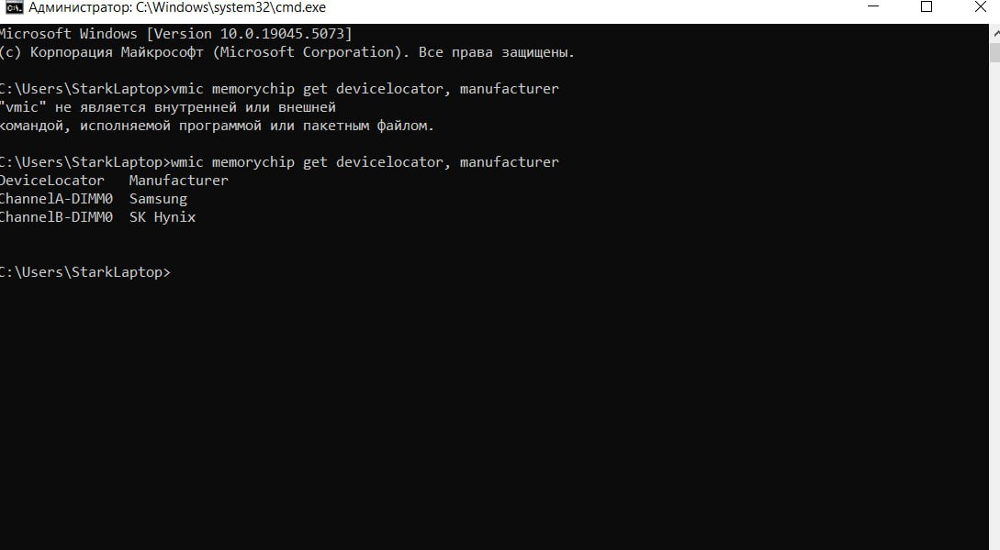 Администратор: C:\Windows\system32\cmd.exe
Microsoft Windows [Version 10.0.19045.5073]
(c) Корпорация Майкрософт (Microsoft Corporation). Все права защищены.
C:\Users\StarkLaptop>vmic memorychip get devicelocator, manufacturer
"vmic" не является внутренней или внешней
командой, исполняемой программой или пакетным файлом.
C:\Users\StarkLaptop>wmic memorychip get devicelocator, manufacturer
DeviceLocator   Manufacturer
ChannelA-DIMM0  Samsung
ChannelB-DIMM0  SK Hynix
C:\Users\StarkLaptop>